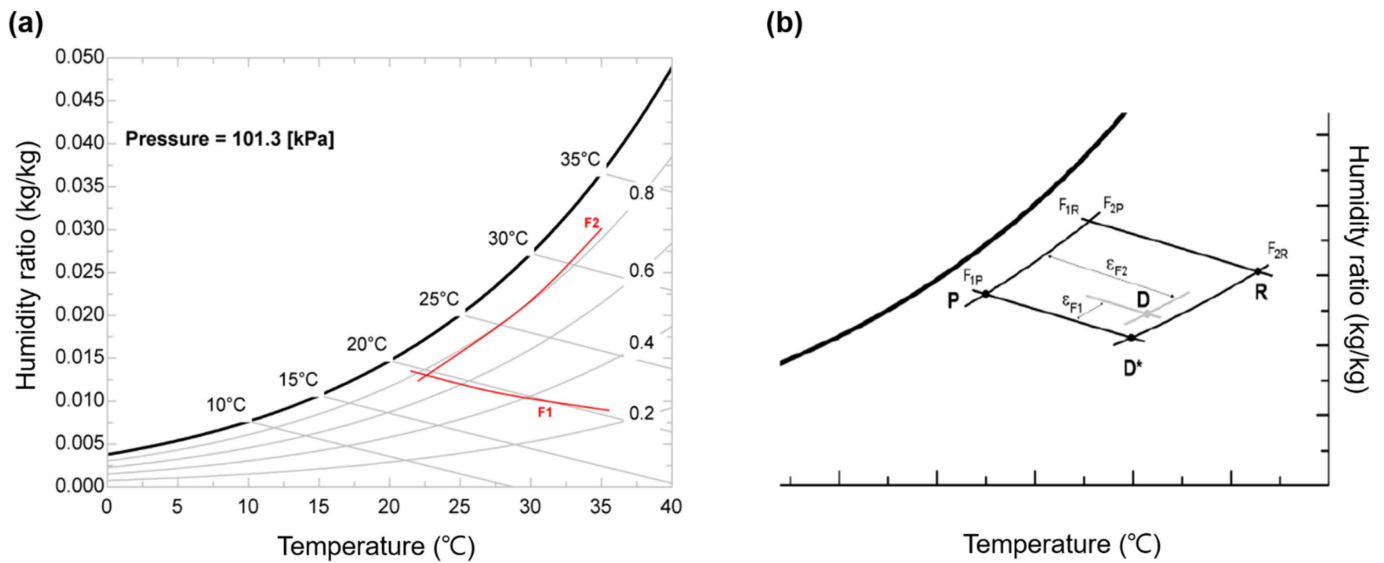 (a)
Humidity ratio (kg/kg)
0.050
0.045
0.040
0.035
0.030
0.025
0.020
0.015
0.010
0.005
0.000
Pressure = 101.3 [kPa]
35°C
30°C
25°C
20°C
15°C
10°C
0.8
0.6
0.4
0.2
F2
F1
0 5 10 15 20 25 30 35 40
Temperature (℃)
(b)
F1R F2P
F1P
F2R
εF2
εF1
P
D
R
D*
Humidity ratio (kg/kg)
Temperature (℃)